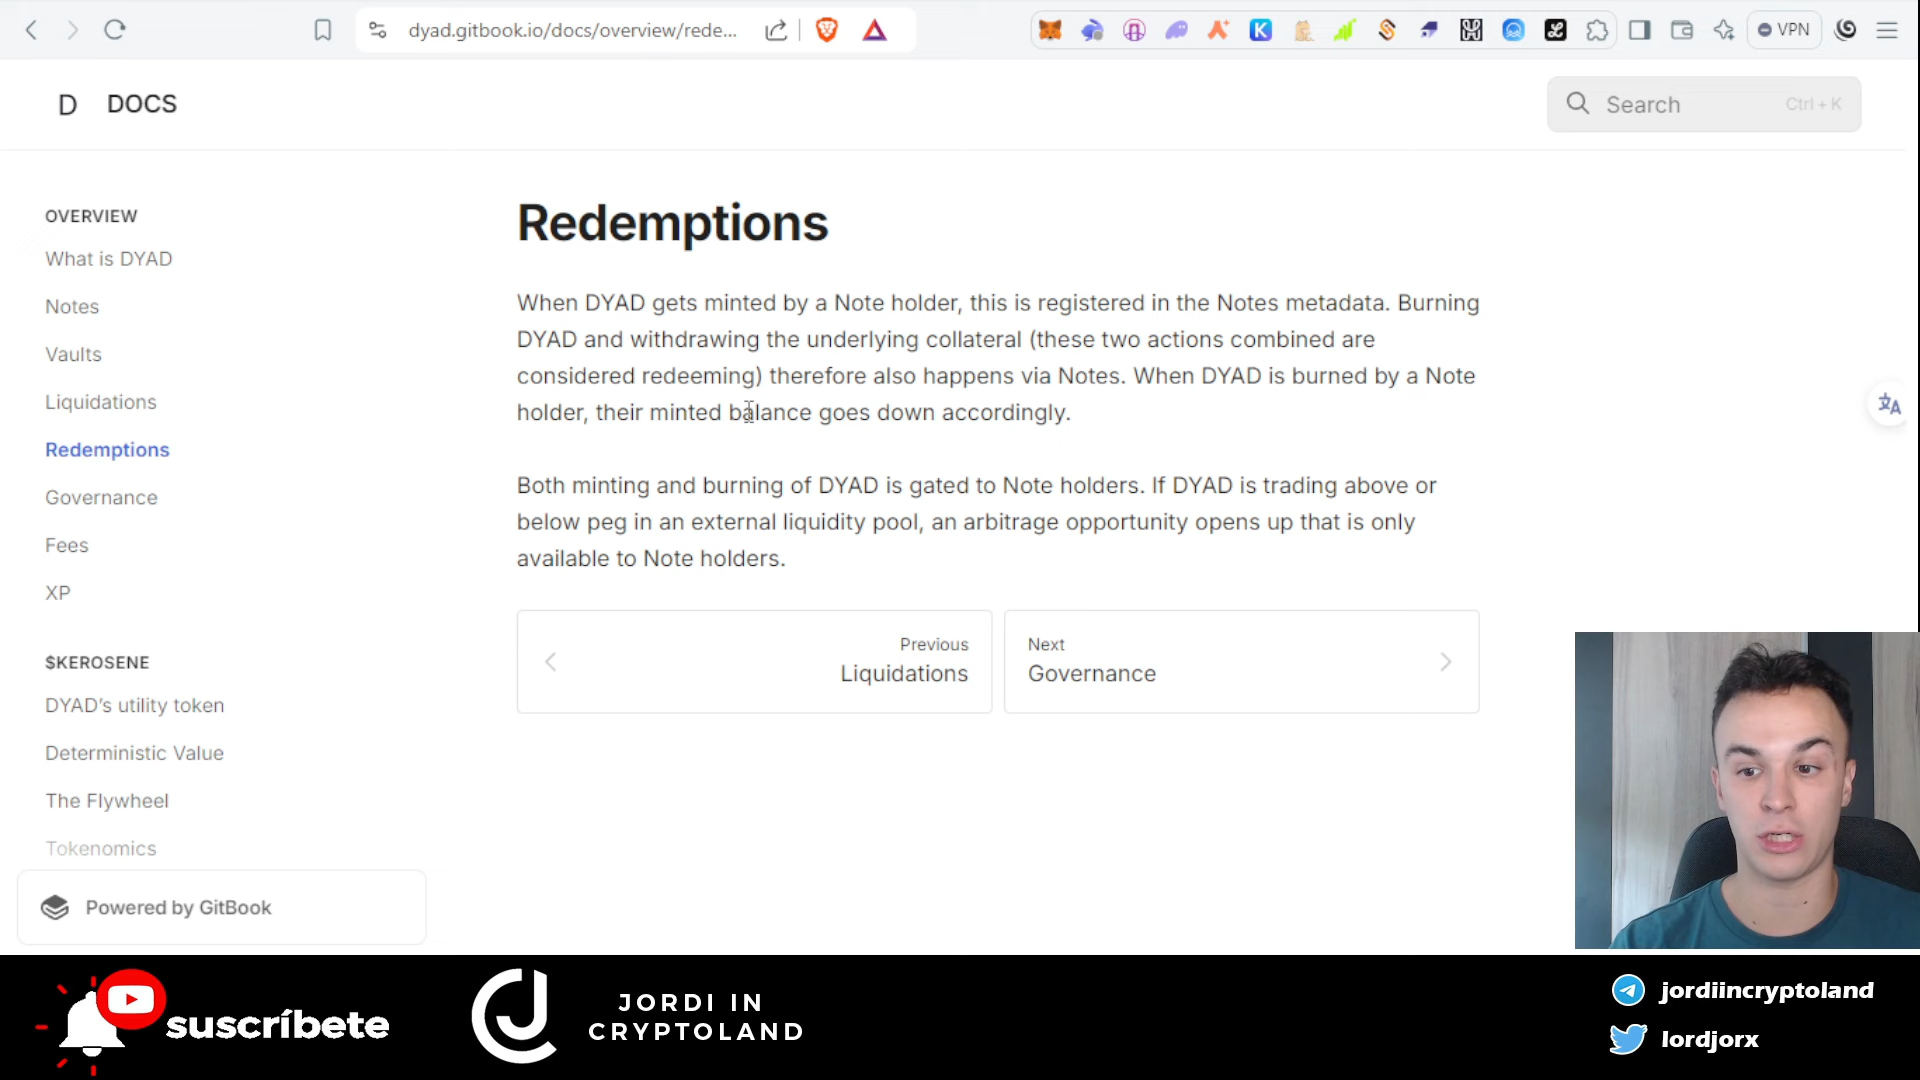 dyad.gitbook.io/docs/overview/rede...
VPN
D DOCS
Search Ctrl + K
OVERVIEW
What is DYAD
Notes
Vaults
Liquidations
Redemptions
Governance
Fees
XP
$KEROSENE
DYAD's utility token
Deterministic Value
The Flywheel
Tokenomics
Powered by GitBook
Redemptions
When DYAD gets minted by a Note holder, this is registered in the Notes metadata. Burning
DYAD and withdrawing the underlying collateral (these two actions combined are
considered redeeming) therefore also happens via Notes. When DYAD is burned by a Note
holder, their minted balance goes down accordingly.
Both minting and burning of DYAD is gated to Note holders. If DYAD is trading above or
below peg in an external liquidity pool, an arbitrage opportunity opens up that is only
available to Note holders.
Previous
Liquidations
Next
Governance
suscríbete
JORDI IN
CRYPTOLAND
jordiincryptoland
lordjorx